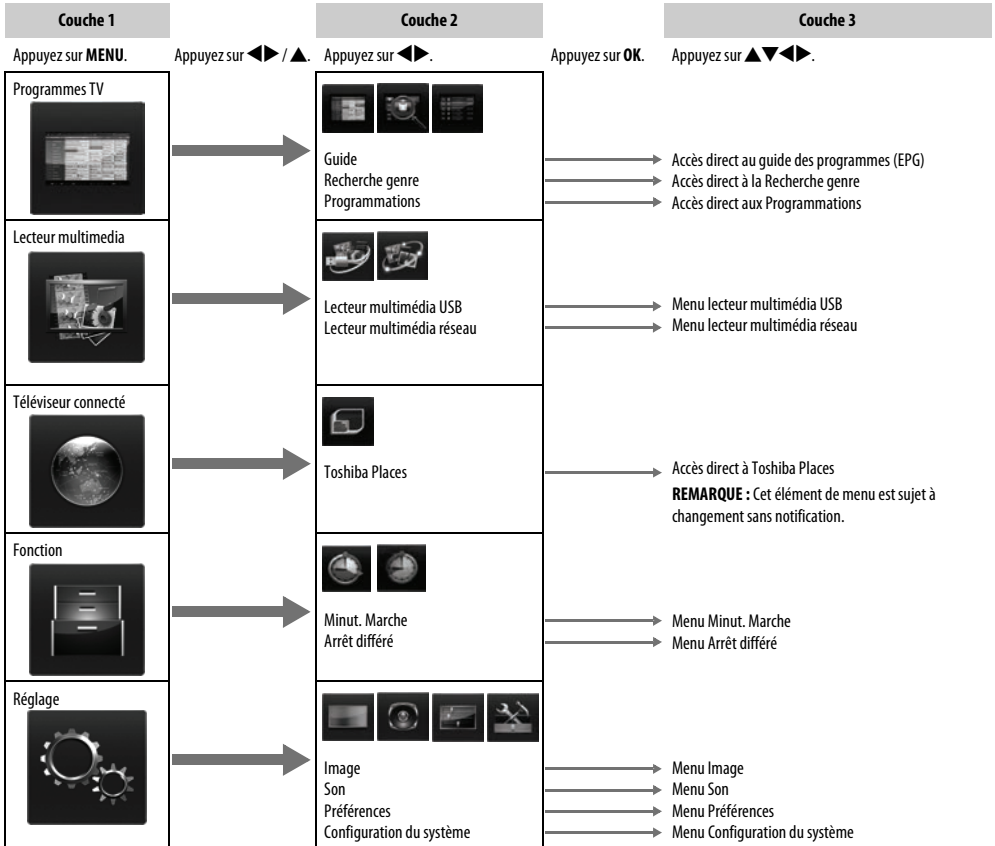 Couche 1
Couche 2
Couche 3
Appuyez sur MENU.
Appuyez sur ◀▶ / ▲.
Appuyez sur ◀▶.
Appuyez sur OK.
Appuyez sur ▲▼◀▶.
Programmes TV
Guide
Recherche genre
Programmations
Accès direct au guide des programmes (EPG)
Accès direct à la Recherche genre
Accès direct aux Programmations
Lecteur multimedia
Lecteur multimédia USB
Lecteur multimédia réseau
Menu lecteur multimédia USB
Menu lecteur multimédia réseau
Téléviseur connecté
Toshiba Places
Accès direct à Toshiba Places
REMARQUE : Cet élément de menu est sujet à
changement sans notification.
Fonction
Minut. Marche
Arrêt différé
Menu Minut. Marche
Menu Arrêt différé
Réglage
Image
Son
Préférences
Configuration du système
Menu Image
Menu Son
Menu Préférences
Menu Configuration du système